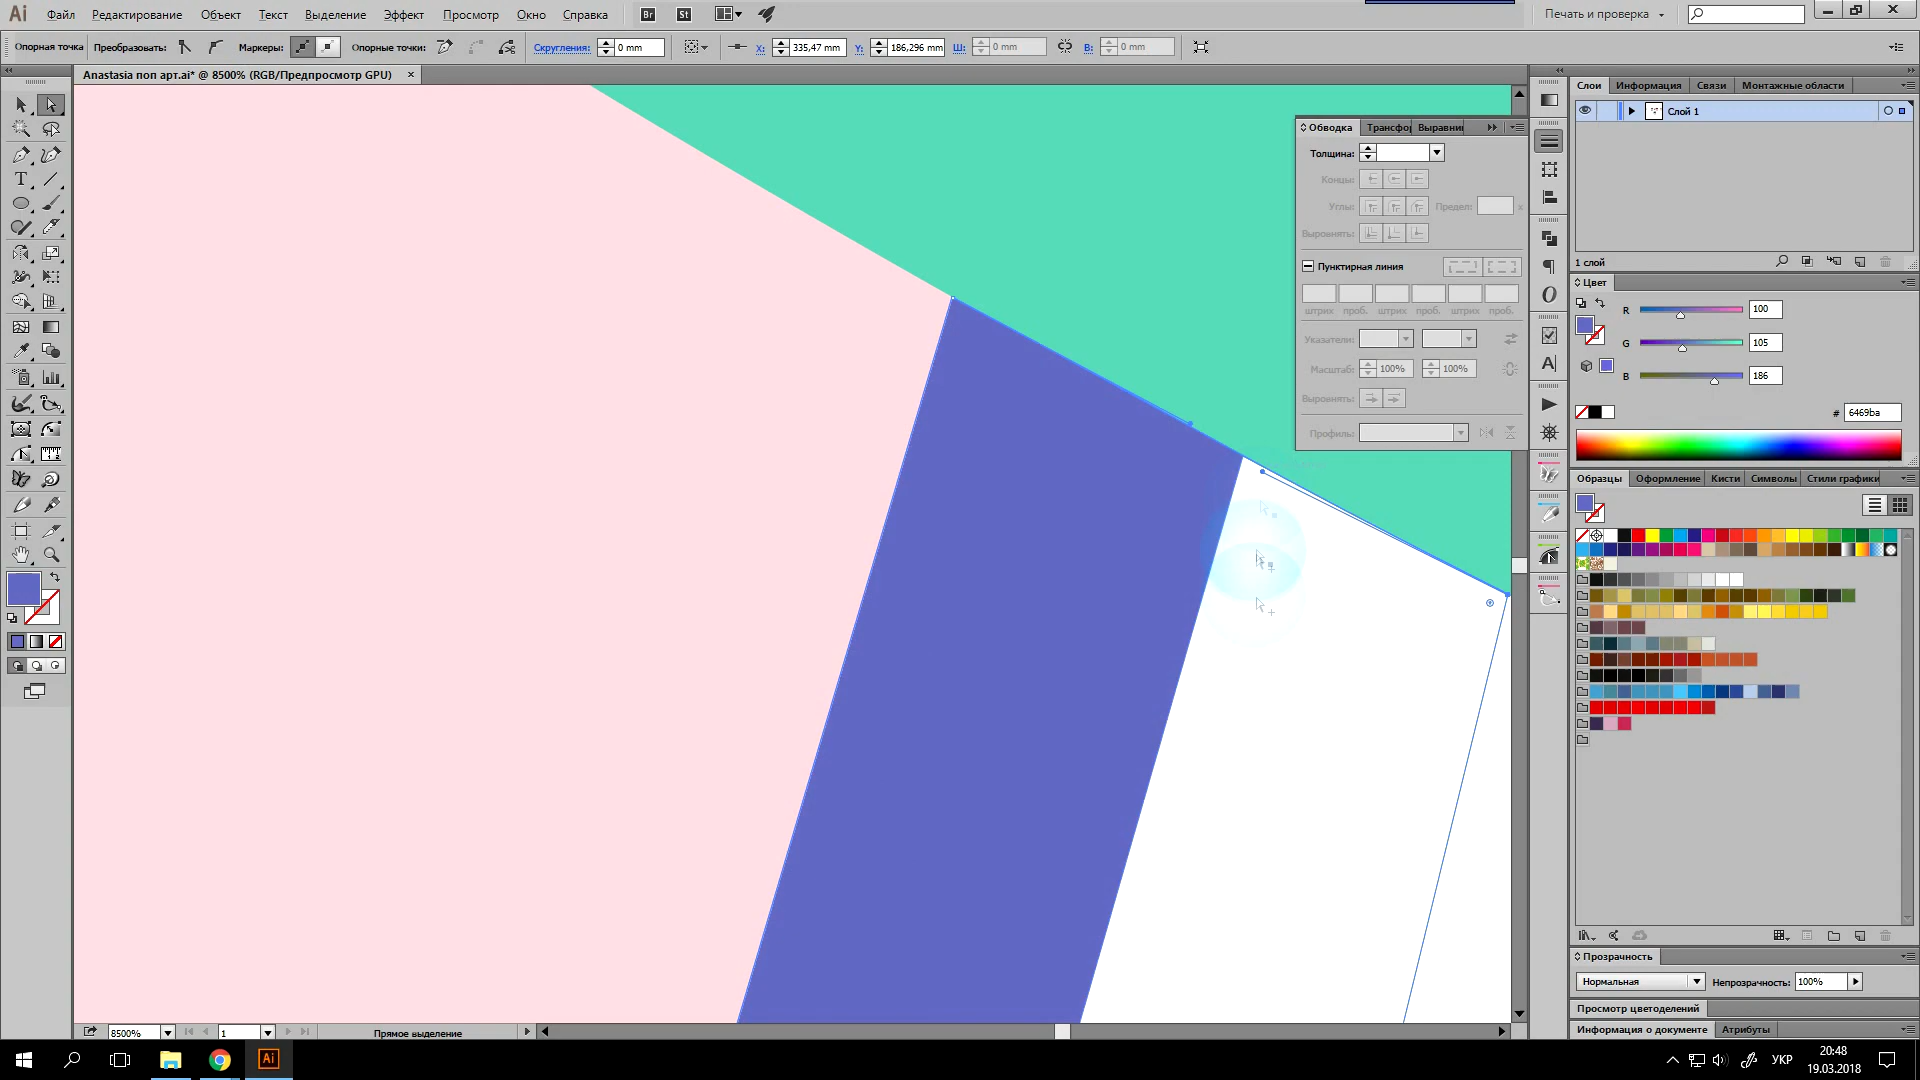 Ai Файл Редактирование Объект Текст Выделение Эффект Просмотр Окно Справка Br St Печать и проверка
Опорная точка Преобразовать: Маркеры: Опорные точки: Скругления: 0 mm X: 335,47 mm Y: 186,296 mm Ш: 0 mm В: 0 mm
Anastasia поп арт.ai* @ 8500% (RGB/Предпросмотр GPU) ×
Слои Информация Связи Монтажные области
Слой 1
Обводка Трансфор Выравни
Толщина:
Концы:
Углы: Предел: x
Выровнять:
Пунктирная линия
штрих проб. штрих проб. штрих проб.
Указатели:
Масштаб: 100% 100%
Выровнять:
Профиль:
1 слой
Цвет
R 100
G 105
B 186
# 6469ba
Образцы Оформление Кисти Символы Стили графики
Прозрачность
Нормальная Непрозрачность: 100%
Просмотр цветоделений
Информация о документе Атрибуты
8500% 1 Прямое выделение
Ai УКР 20:48
19.03.2018